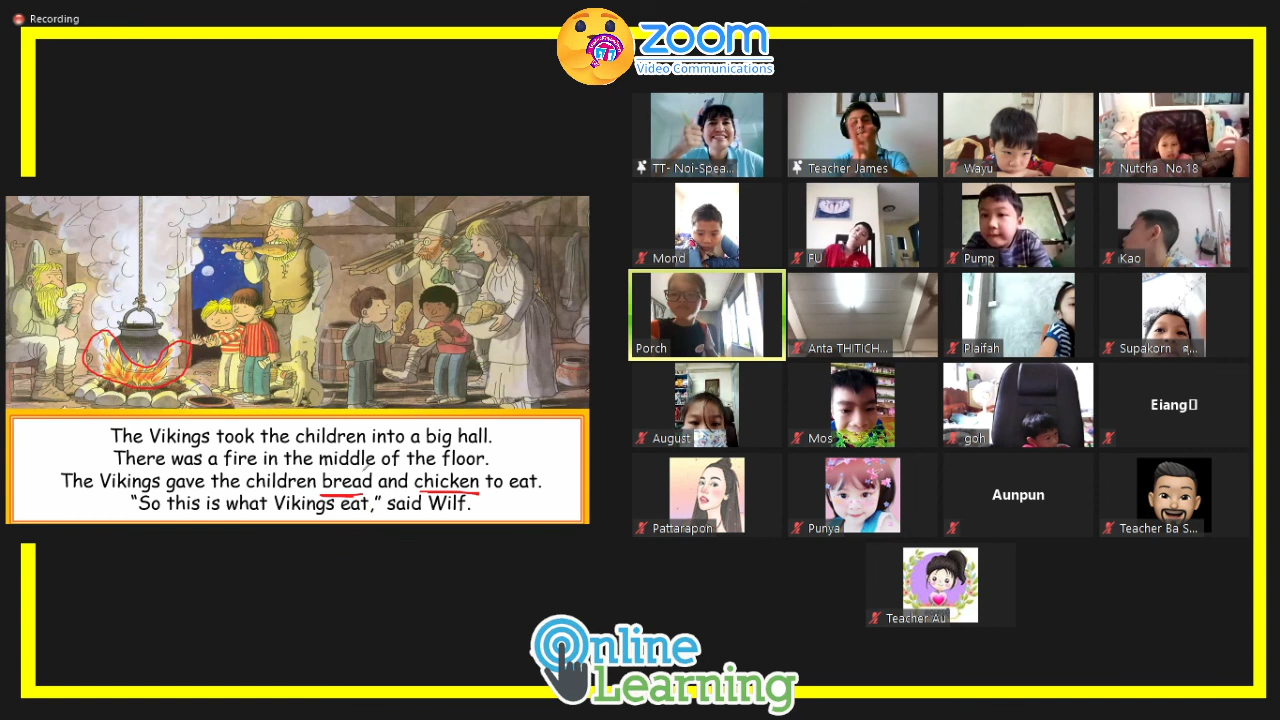 Recording
zoom
Video Communications
TT- Noi-Spea...
Teacher James
Wayu
Nutcha No.18
Mond
FU
Pump
Kao
Porch
Anta THITICH...
Plaifah
Supakorn
August
Mos
goh
Eiang
Pattarapoh
Punya
Aunpun
Teacher Ba S...
Teacher Au
The Vikings took the children into a big hall.
There was a fire in the middle of the floor.
The Vikings gave the children bread and chicken to eat.
“So this is what Vikings eat,” said Wilf.
Online
Learning